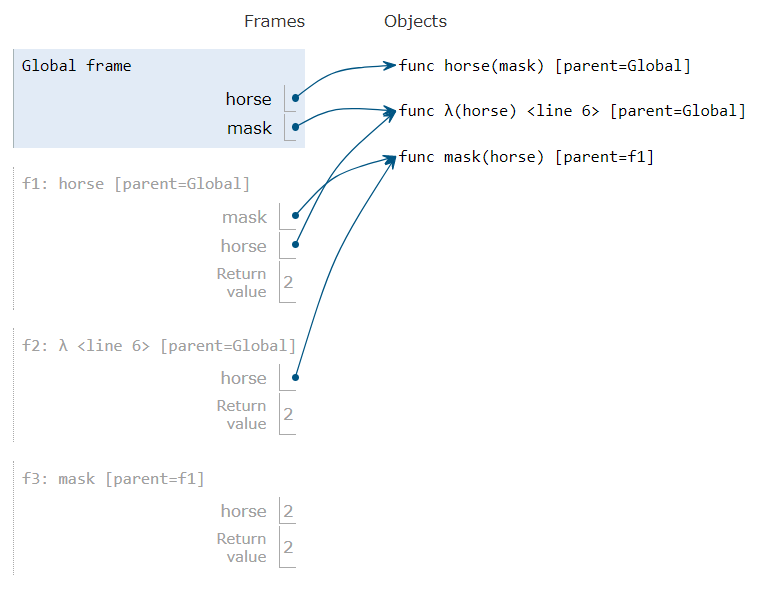 Frames Objects
Global frame
horse
mask
func horse(mask) [parent=Global]
func λ(horse) <line 6> [parent=Global]
func mask(horse) [parent=f1]
f1: horse [parent=Global]
mask
horse
Return
value 2
f2: λ <line 6> [parent=Global]
horse
Return
value 2
f3: mask [parent=f1]
horse 2
Return
value 2